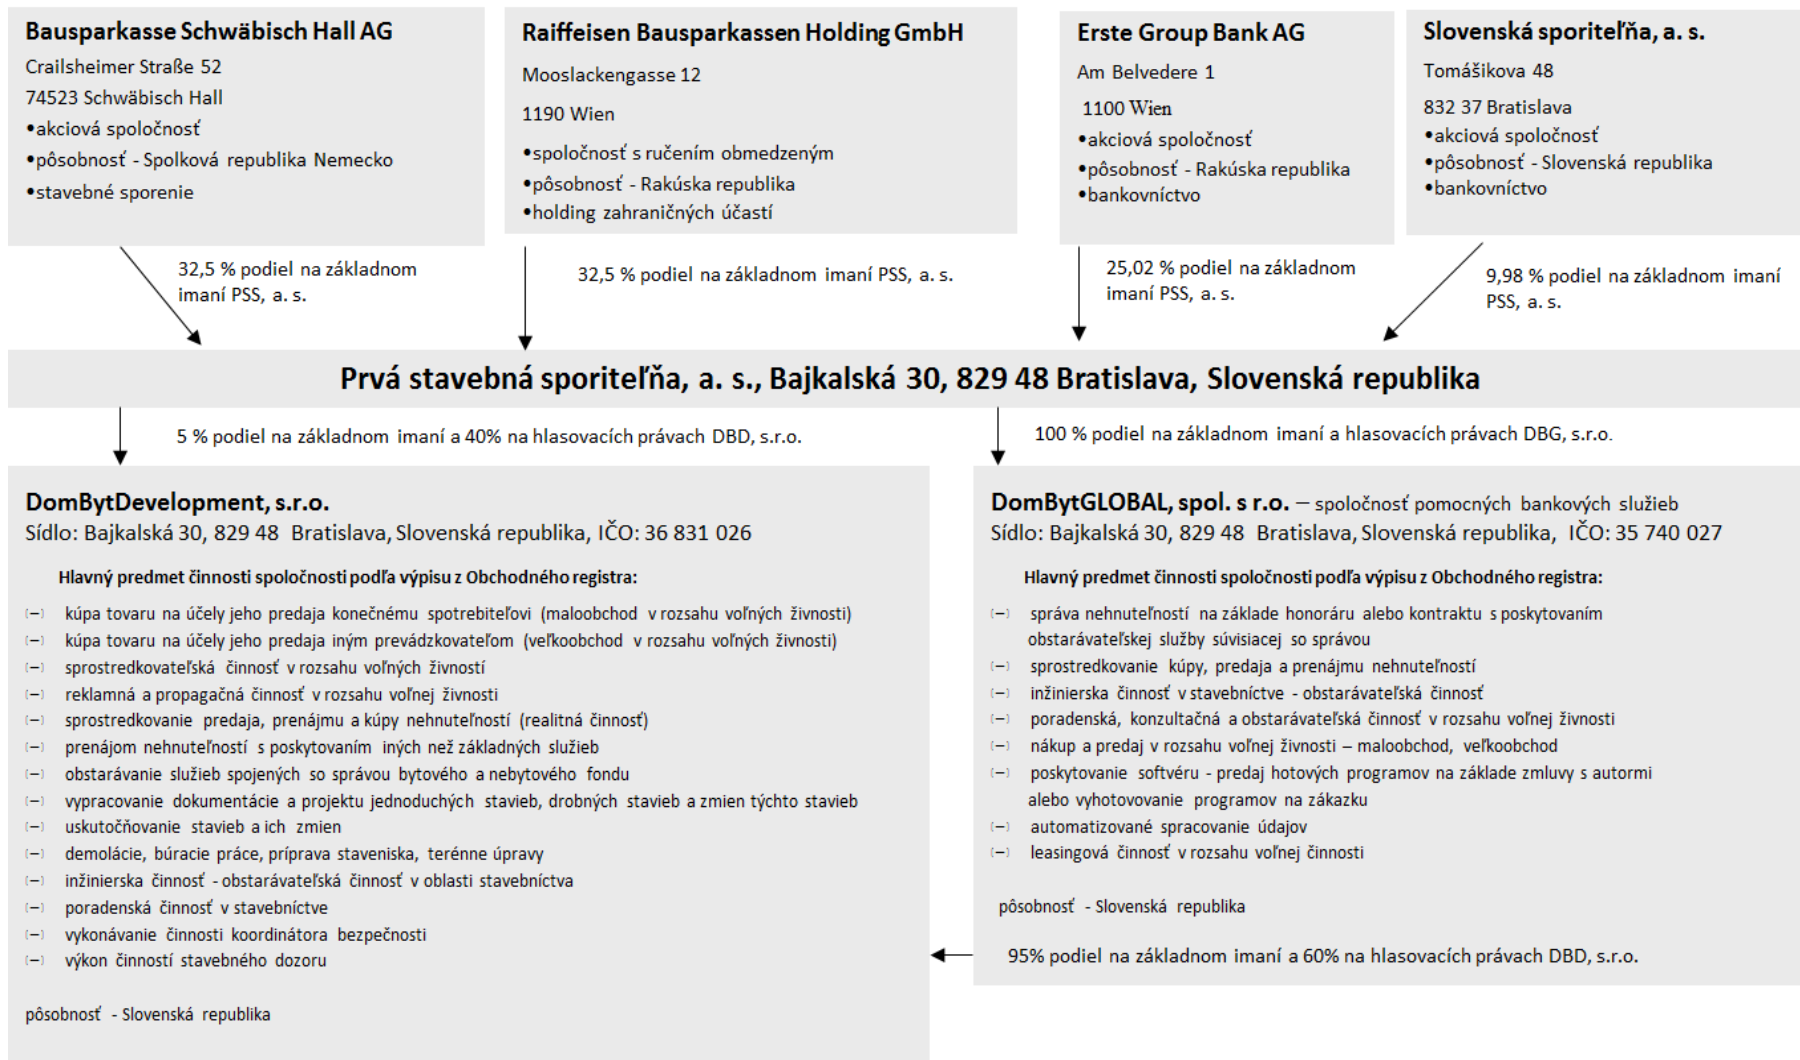 Bausparkasse Schwäbisch Hall AG
Crailsheimer Straße 52
74523 Schwäbisch Hall
•akciová spoločnosť
•pôsobnosť - Spolková republika Nemecko
•stavebné sporenie
Raiffeisen Bausparkassen Holding GmbH
Mooslackengasse 12
1190 Wien
•spoločnosť s ručením obmedzeným
•pôsobnosť - Rakúska republika
•holding zahraničných účastí
Erste Group Bank AG
Am Belvedere 1
1100 Wien
•akciová spoločnosť
•pôsobnosť - Rakúska republika
•bankovníctvo
Slovenská sporiteľňa, a. s.
Tomášikova 48
832 37 Bratislava
•akciová spoločnosť
•pôsobnosť - Slovenská republika
•bankovníctvo
32,5 % podiel na základnom
imaní PSS, a. s.
32,5 % podiel na základnom imaní PSS, a. s.
25,02 % podiel na základnom
imaní PSS, a. s.
9,98 % podiel na základnom imaní
PSS, a. s.
Prvá stavebná sporiteľňa, a. s., Bajkalská 30, 829 48 Bratislava, Slovenská republika
5 % podiel na základnom imaní a 40% na hlasovacích právach DBD, s.r.o.
100 % podiel na základnom imaní a hlasovacích právach DBG, s.r.o.
DomBytDevelopment, s.r.o.
Sídlo: Bajkalská 30, 829 48 Bratislava, Slovenská republika, IČO: 36 831 026
Hlavný predmet činnosti spoločnosti podľa výpisu z Obchodného registra:
(–) kúpa tovaru na účely jeho predaja konečnému spotrebiteľovi (maloobchod v rozsahu voľných živnosti)
(–) kúpa tovaru na účely jeho predaja iným prevádzkovateľom (veľkoobchod v rozsahu voľných živnosti)
(–) sprostredkovateľská činnosť v rozsahu voľných živností
(–) reklamná a propagačná činnosť v rozsahu voľnej živnosti
(–) sprostredkovanie predaja, prenájmu a kúpy nehnuteľností (realitná činnosť)
(–) prenájom nehnuteľností s poskytovaním iných než základných služieb
(–) obstarávanie služieb spojených so správou bytového a nebytového fondu
(–) vypracovanie dokumentácie a projektu jednoduchých stavieb, drobných stavieb a zmien týchto stavieb
(–) uskutočňovanie stavieb a ich zmien
(–) demolácie, búracie práce, príprava staveniska, terénne úpravy
(–) inžinierska činnosť - obstarávateľská činnosť v oblasti stavebníctva
(–) poradenská činnosť v stavebníctve
(–) vykonávanie činnosti koordinátora bezpečnosti
(–) výkon činností stavebného dozoru
pôsobnosť - Slovenská republika
DomBytGLOBAL, spol. s r.o. – spoločnosť pomocných bankových služieb
Sídlo: Bajkalská 30, 829 48 Bratislava, Slovenská republika, IČO: 35 740 027
Hlavný predmet činnosti spoločnosti podľa výpisu z Obchodného registra:
(–) správa nehnuteľností na základe honoráru alebo kontraktu s poskytovaním
obstarávateľskej služby súvisiacej so správou
(–) sprostredkovanie kúpy, predaja a prenájmu nehnuteľností
(–) inžinierska činnosť v stavebníctve - obstarávateľská činnosť
(–) poradenská, konzultačná a obstarávateľská činnosť v rozsahu voľnej živnosti
(–) nákup a predaj v rozsahu voľnej živnosti – maloobchod, veľkoobchod
(–) poskytovanie softvéru - predaj hotových programov na základe zmluvy s autormi
alebo vyhotovovanie programov na zákazku
(–) automatizované spracovanie údajov
(–) leasingová činnosť v rozsahu voľnej činnosti
pôsobnosť - Slovenská republika
95% podiel na základnom imaní a 60% na hlasovacích právach DBD, s.r.o.